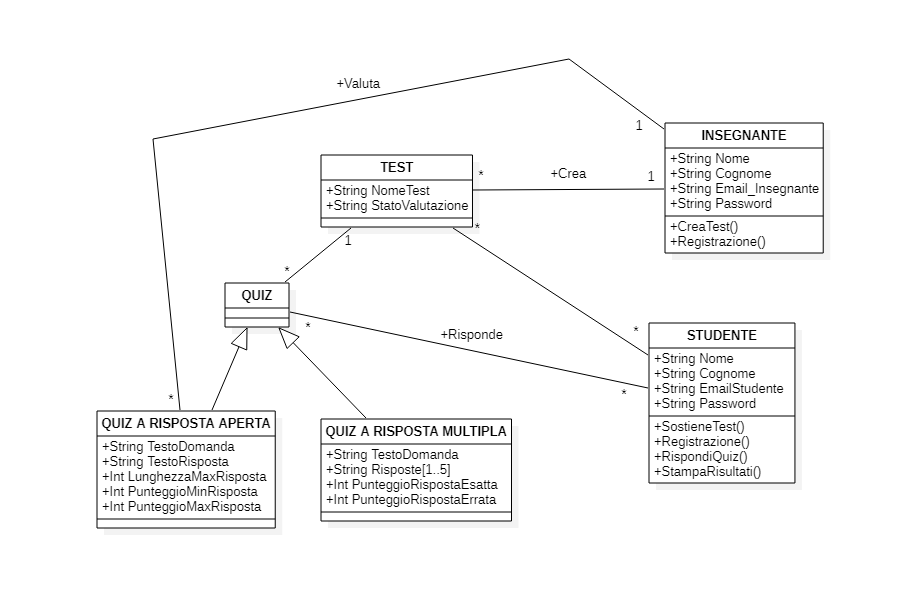 +Valuta
1
INSEGNANTE
+String Nome
+String Cognome
+String Email_Insegnante
+String Password
+CreaTest()
+Registrazione()
TEST
+String NomeTest
+String StatoValutazione
*
+Crea
1
*
1
*
QUIZ
*
+Risponde
*
*
STUDENTE
+String Nome
+String Cognome
+String EmailStudente
+String Password
+SostieneTest()
+Registrazione()
+RispondiQuiz()
+StampaRisultati()
*
QUIZ A RISPOSTA APERTA
+String TestoDomanda
+String TestoRisposta
+Int LunghezzaMaxRisposta
+Int PunteggioMinRisposta
+Int PunteggioMaxRisposta
QUIZ A RISPOSTA MULTIPLA
+String TestoDomanda
+String Risposte[1..5]
+Int PunteggioRispostaEsatta
+Int PunteggioRispostaErrata